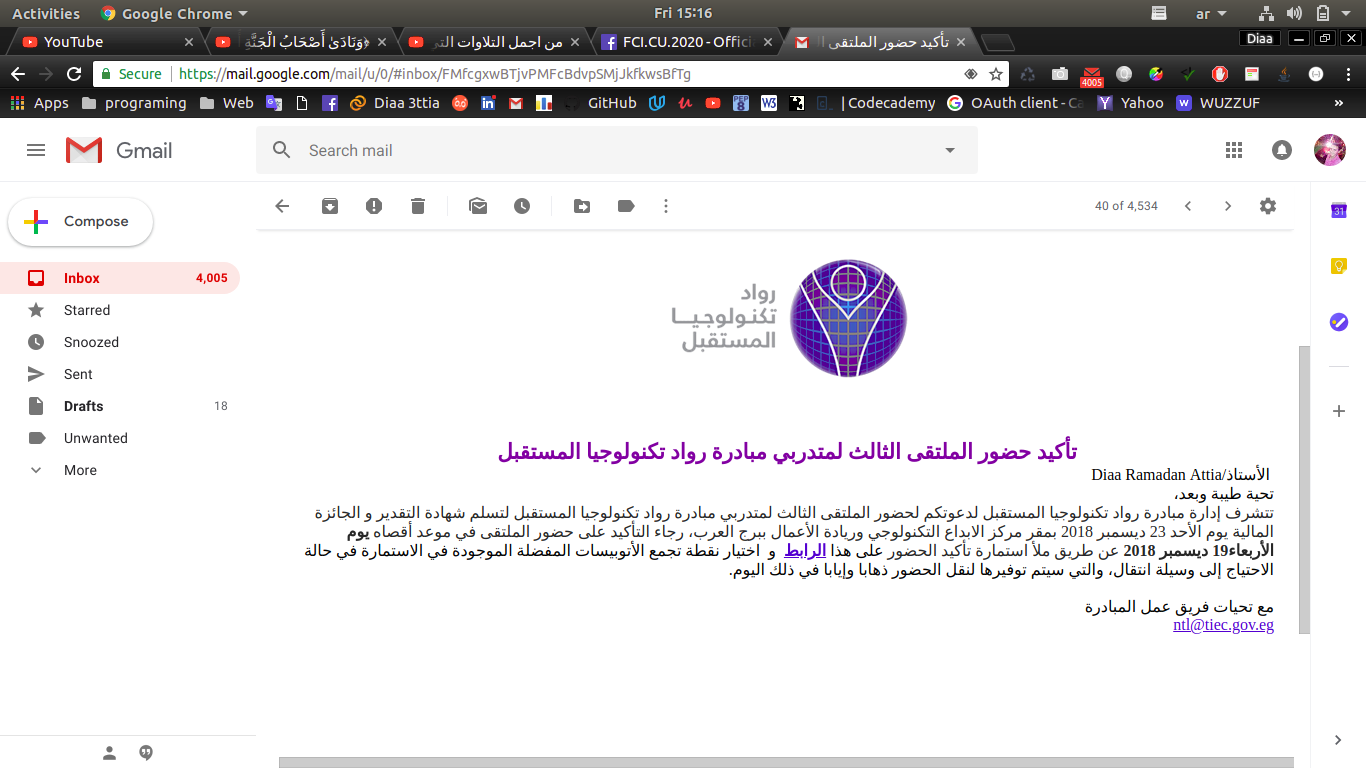 Activities
Google Chrome
Fri 15:16
ar
YouTube
﴿وَنَادَىٰ أَصْحَابُ الْجَنَّةِ
من اجمل التلاوات التي
FCI.CU.2020 - Offici
تأكيد حضور الملتقى ال
Diaa
Secure
https://mail.google.com/mail/u/0/#inbox/FMfcgxwBTjvPMFcBdvpSMjJkfkwsBfTg
4005
Apps
programing
Web
Diaa 3ttia
GitHub
| Codecademy
OAuth client - Ca
Yahoo
WUZZUF
»
Gmail
Search mail
Compose
40 of 4,534
Inbox
4,005
Starred
Snoozed
Sent
Drafts
18
Unwanted
More
31
رواد
تكنولوجيا
المستقبل
تأكيد حضور الملتقى الثالث لمتدربي مبادرة رواد تكنولوجيا المستقبل
الأستاذ/Diaa Ramadan Attia
تحية طيبة وبعد،
تتشرف إدارة مبادرة رواد تكنولوجيا المستقبل لدعوتكم لحضور الملتقى الثالث لمتدربي مبادرة رواد تكنولوجيا المستقبل لتسلم شهادة التقدير و الجائزة
المالية يوم الأحد 23 ديسمبر 2018 بمقر مركز الابداع التكنولوجي وريادة الأعمال ببرج العرب، رجاء التأكيد على حضور الملتقى في موعد أقصاه يوم
الأربعاء19 ديسمبر 2018 عن طريق ملأ استمارة تأكيد الحضور على هذا الرابط و اختيار نقطة تجمع الأتوبيسات المفضلة الموجودة في الاستمارة في حالة
الاحتياج إلى وسيلة انتقال، والتي سيتم توفيرها لنقل الحضور ذهابا وإيابا في ذلك اليوم.
مع تحيات فريق عمل المبادرة
ntl@tiec.gov.eg